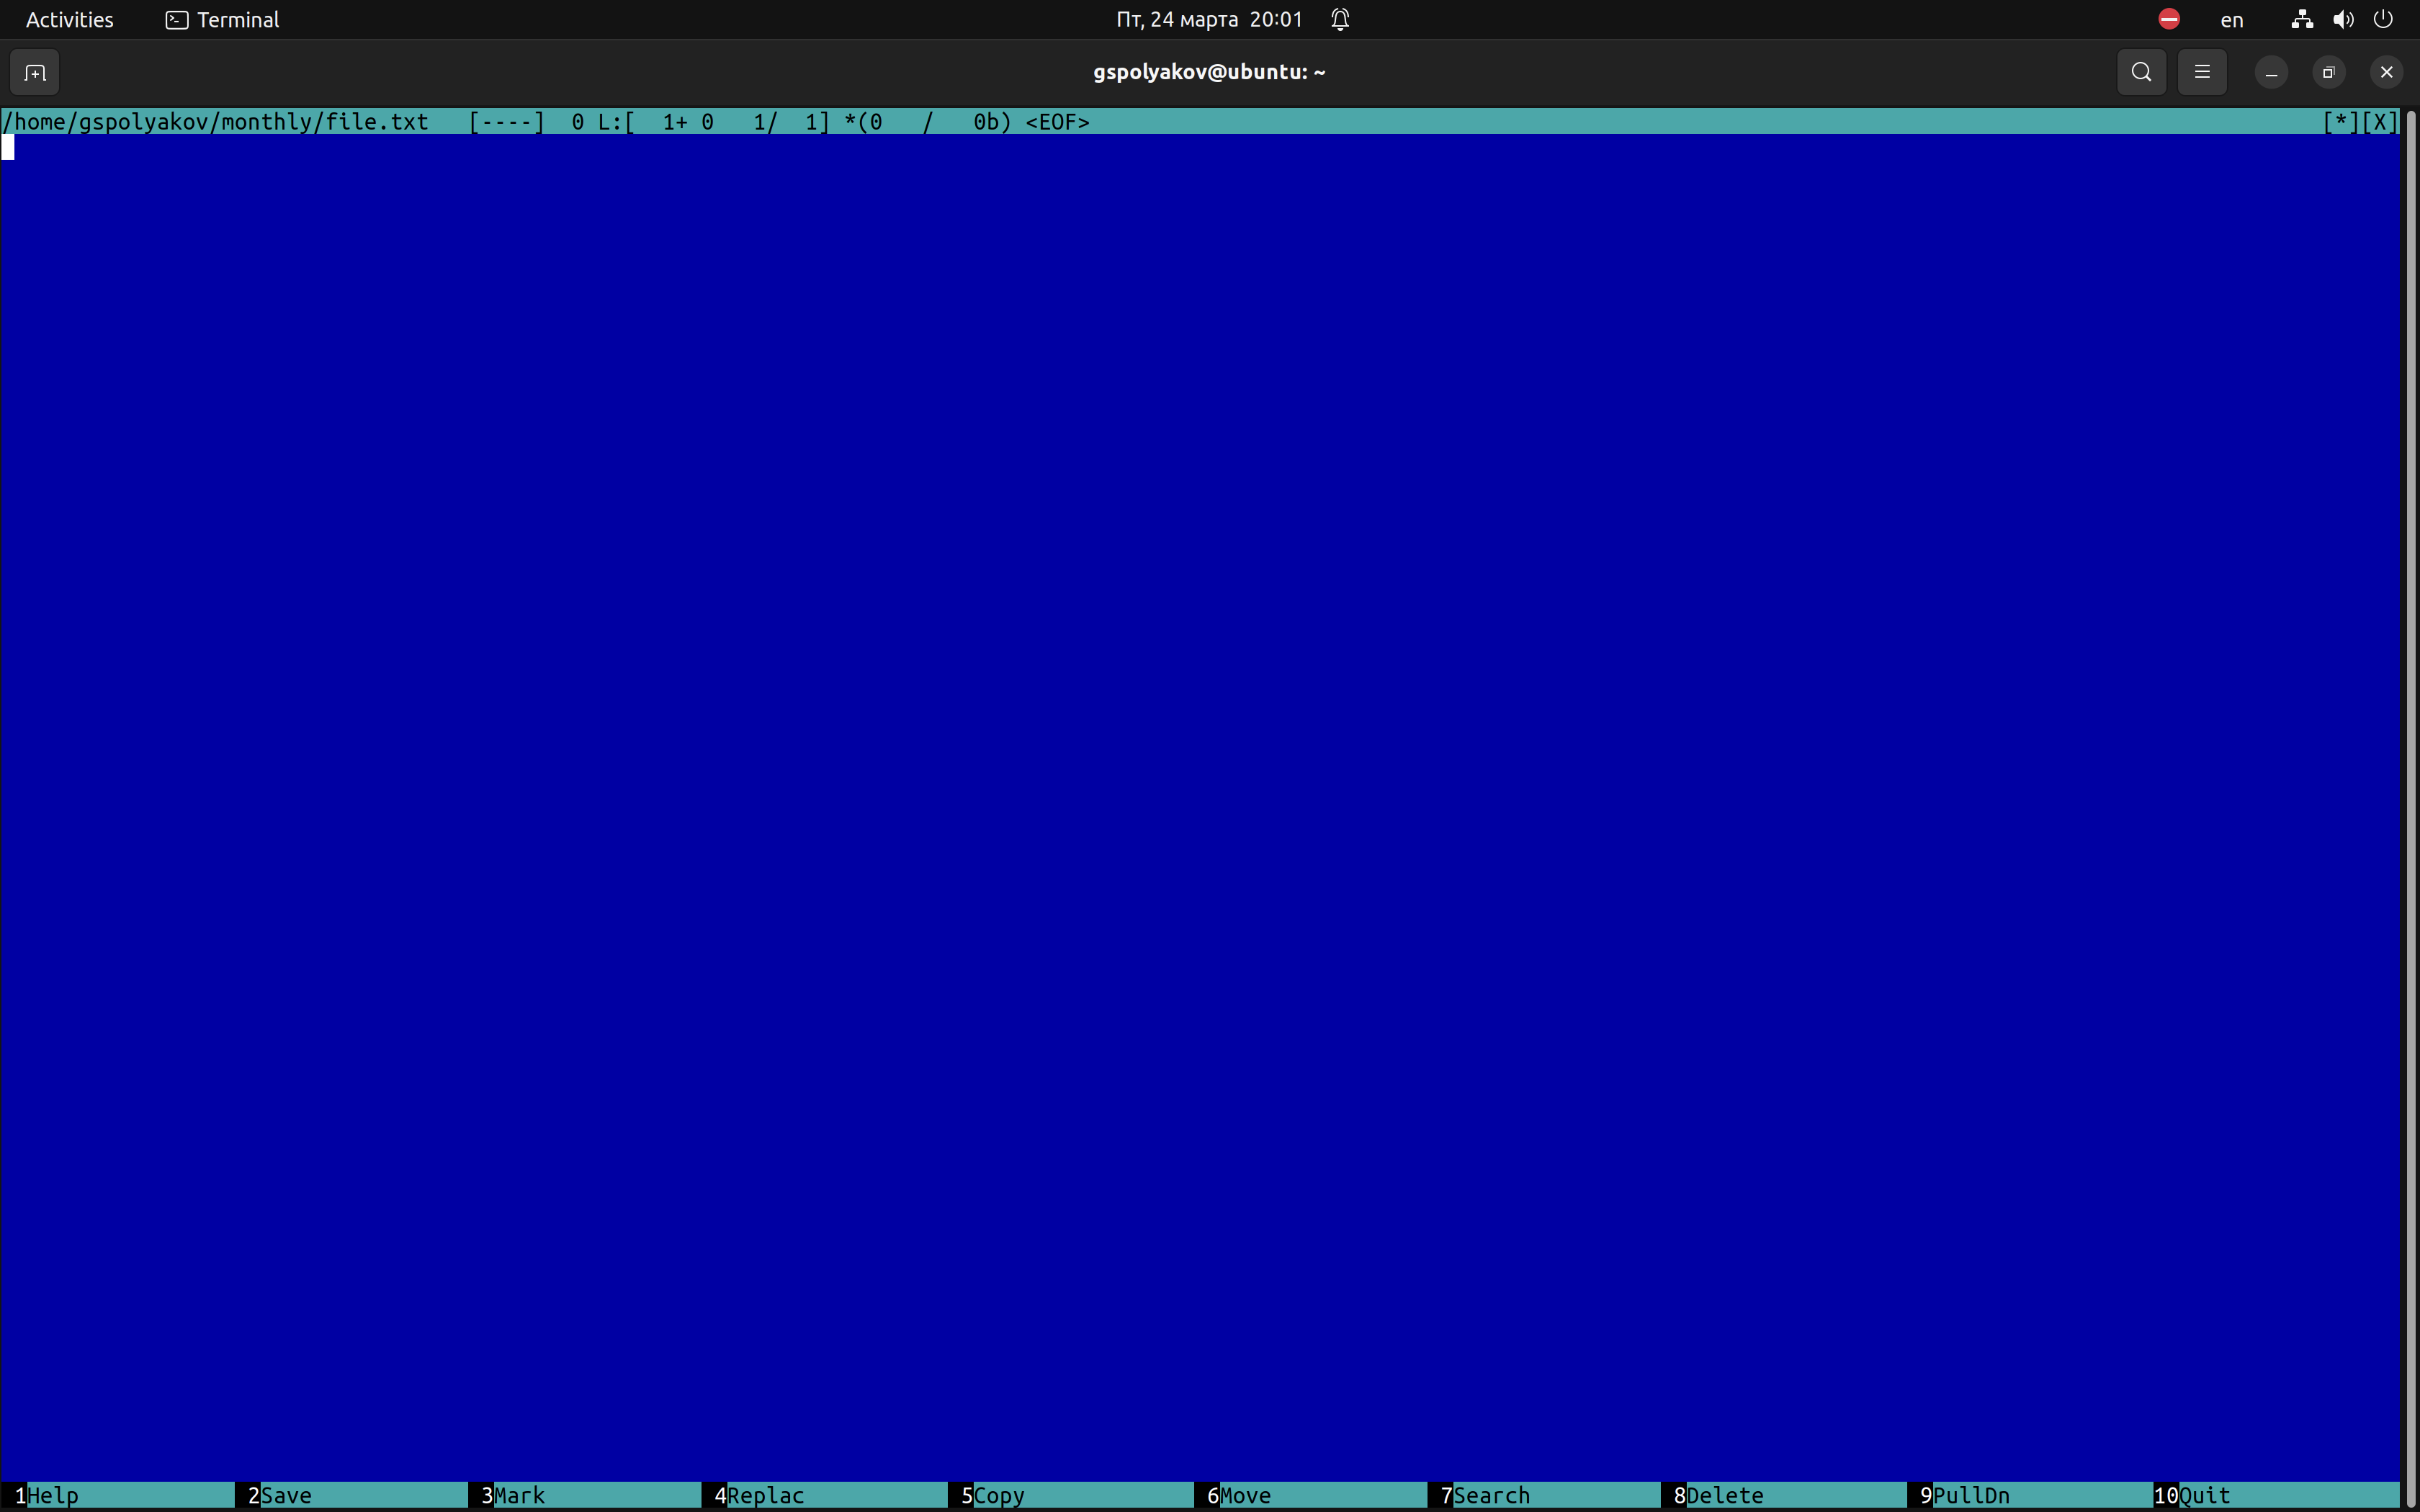 Activities Terminal Пт, 24 марта 20:01 en
gspolyakov@ubuntu: ~
/home/gspolyakov/monthly/file.txt   [----]  0 L:[  1+ 0   1/  1] *(0   /   0b) <EOF> [*][X]
1Help 2Save 3Mark 4Replac 5Copy 6Move 7Search 8Delete 9PullDn 10Quit